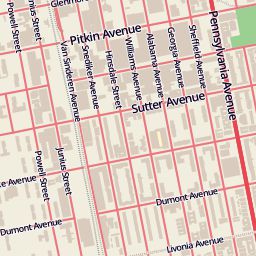 Glenmore
Powell Street
Junius Street
Pitkin Avenue
Pennsylvania Avenue
Van Sinderen Avenue
Snediker Avenue
Hinsdale Street
Williams Avenue
Alabama Avenue
Georgia Avenue
Sheffield Avenue
Sutter Avenue
Powell Street
Junius Street
Avenue
Dumont Avenue
Dumont Avenue
Livonia Avenue